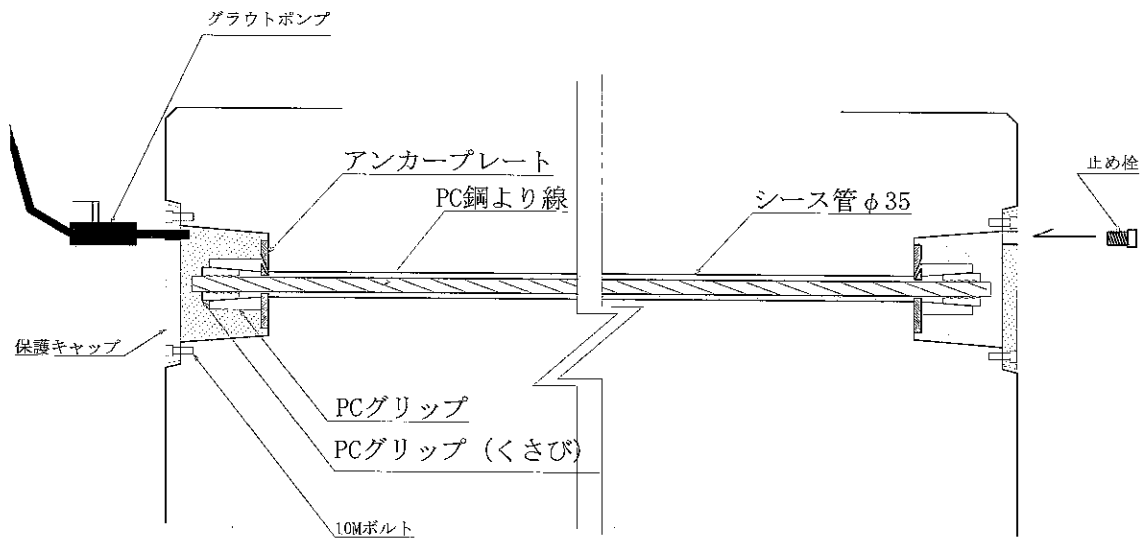 グラウトポンプ
アンカープレート
PC鋼より線
シース管φ35
止め栓
保護キャップ
PCグリップ
PCグリップ (くさび)
10Mボルト